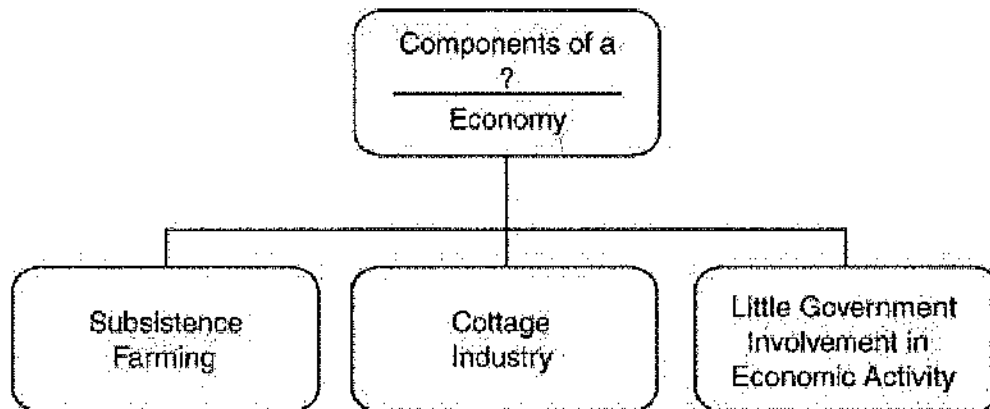 Components of a
?
Economy
Subsistence
Farming
Cottage
Industry
Little Government
Involvement in
Economic Activity